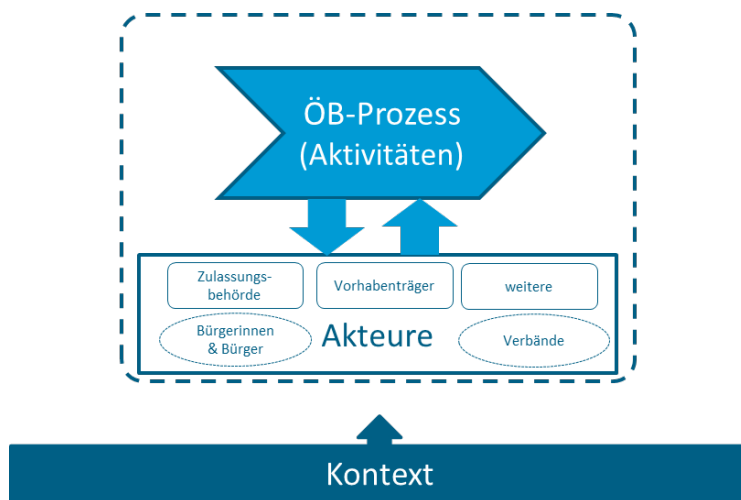 ÖB-Prozess
(Aktivitäten)
Zulassungs-
behörde
Vorhabenträger
weitere
Bürgerinnen
& Bürger
Akteure
Verbände
Kontext